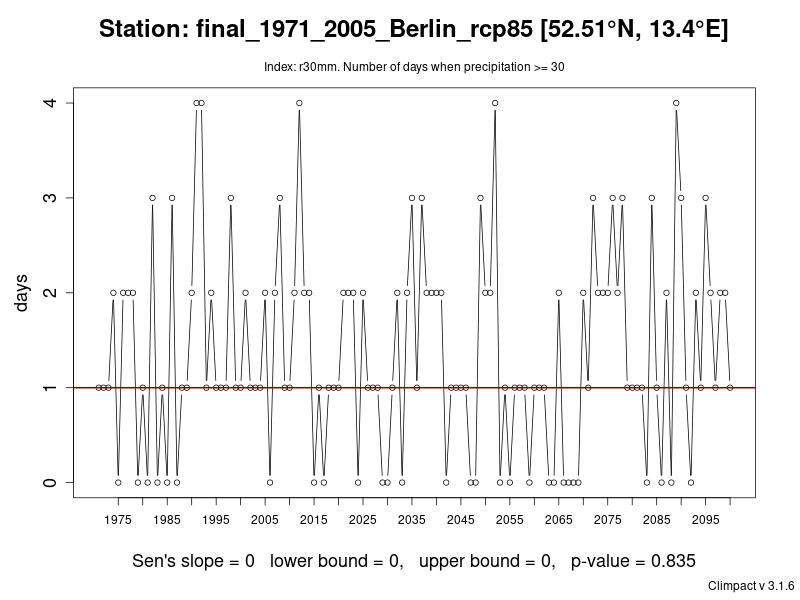 Station: final_1971_2005_Berlin_rcp85 [52.51°N, 13.4°E]
Index: r30mm. Number of days when precipitation >= 30
4
3
2
1
0
days
1975 1985 1995 2005 2015 2025 2035 2045 2055 2065 2075 2085 2095
Sen's slope = 0 lower bound = 0, upper bound = 0, p-value = 0.835
Climpact v 3.1.6